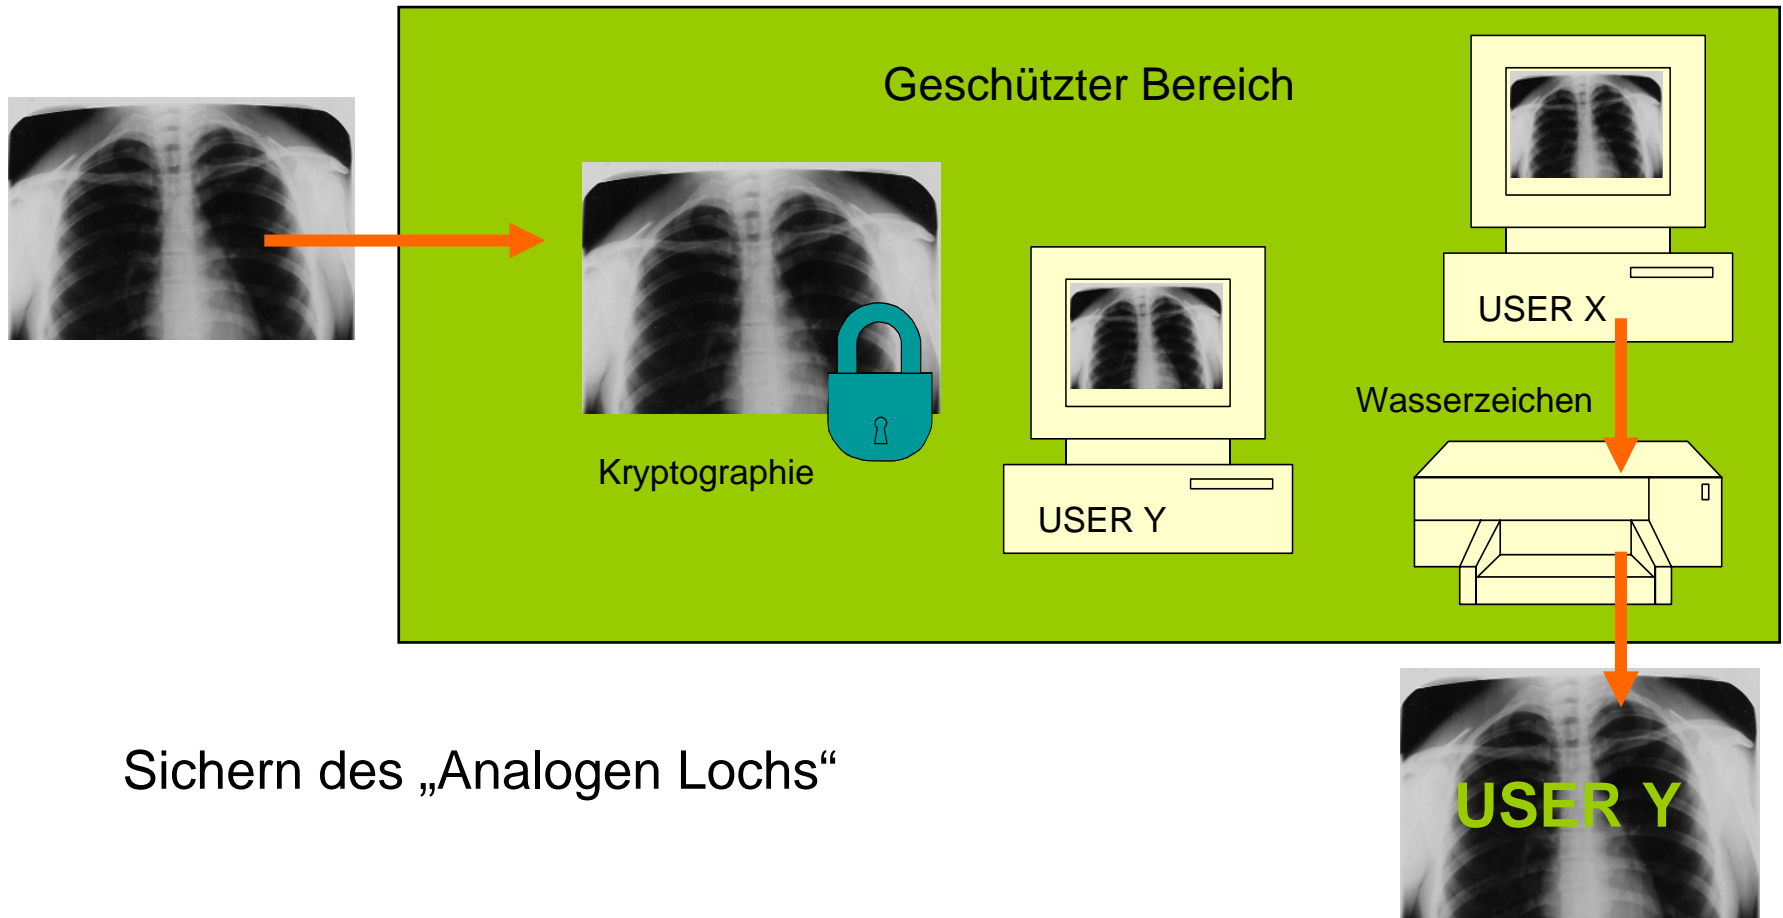 Geschützter Bereich
USER X
Wasserzeichen
Kryptographie
USER Y
Sichern des „Analogen Lochs“
USER Y